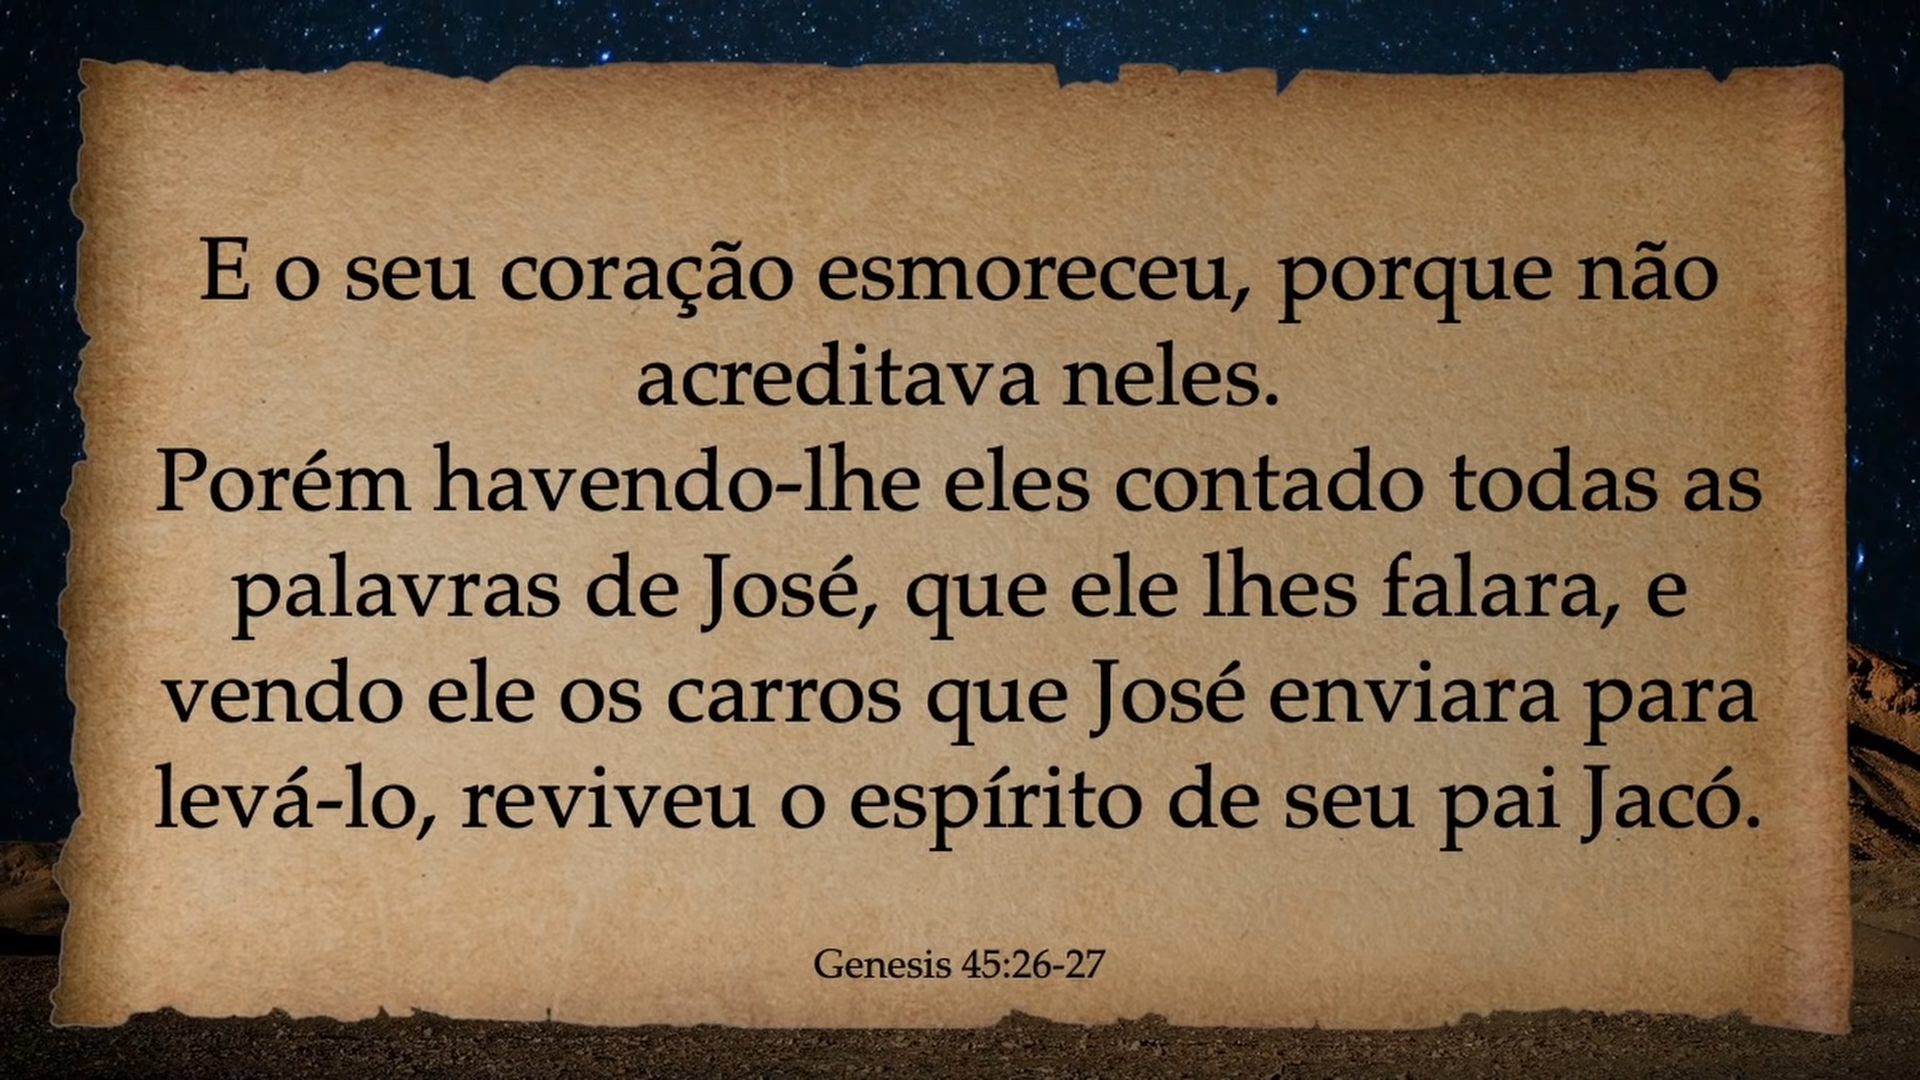 E o seu coração esmoreceu, porque não
acreditava neles.
Porém havendo-lhe eles contado todas as
palavras de José, que ele lhes falara, e
vendo ele os carros que José enviara para
levá-lo, reviveu o espírito de seu pai Jacó.
Genesis 45:26-27